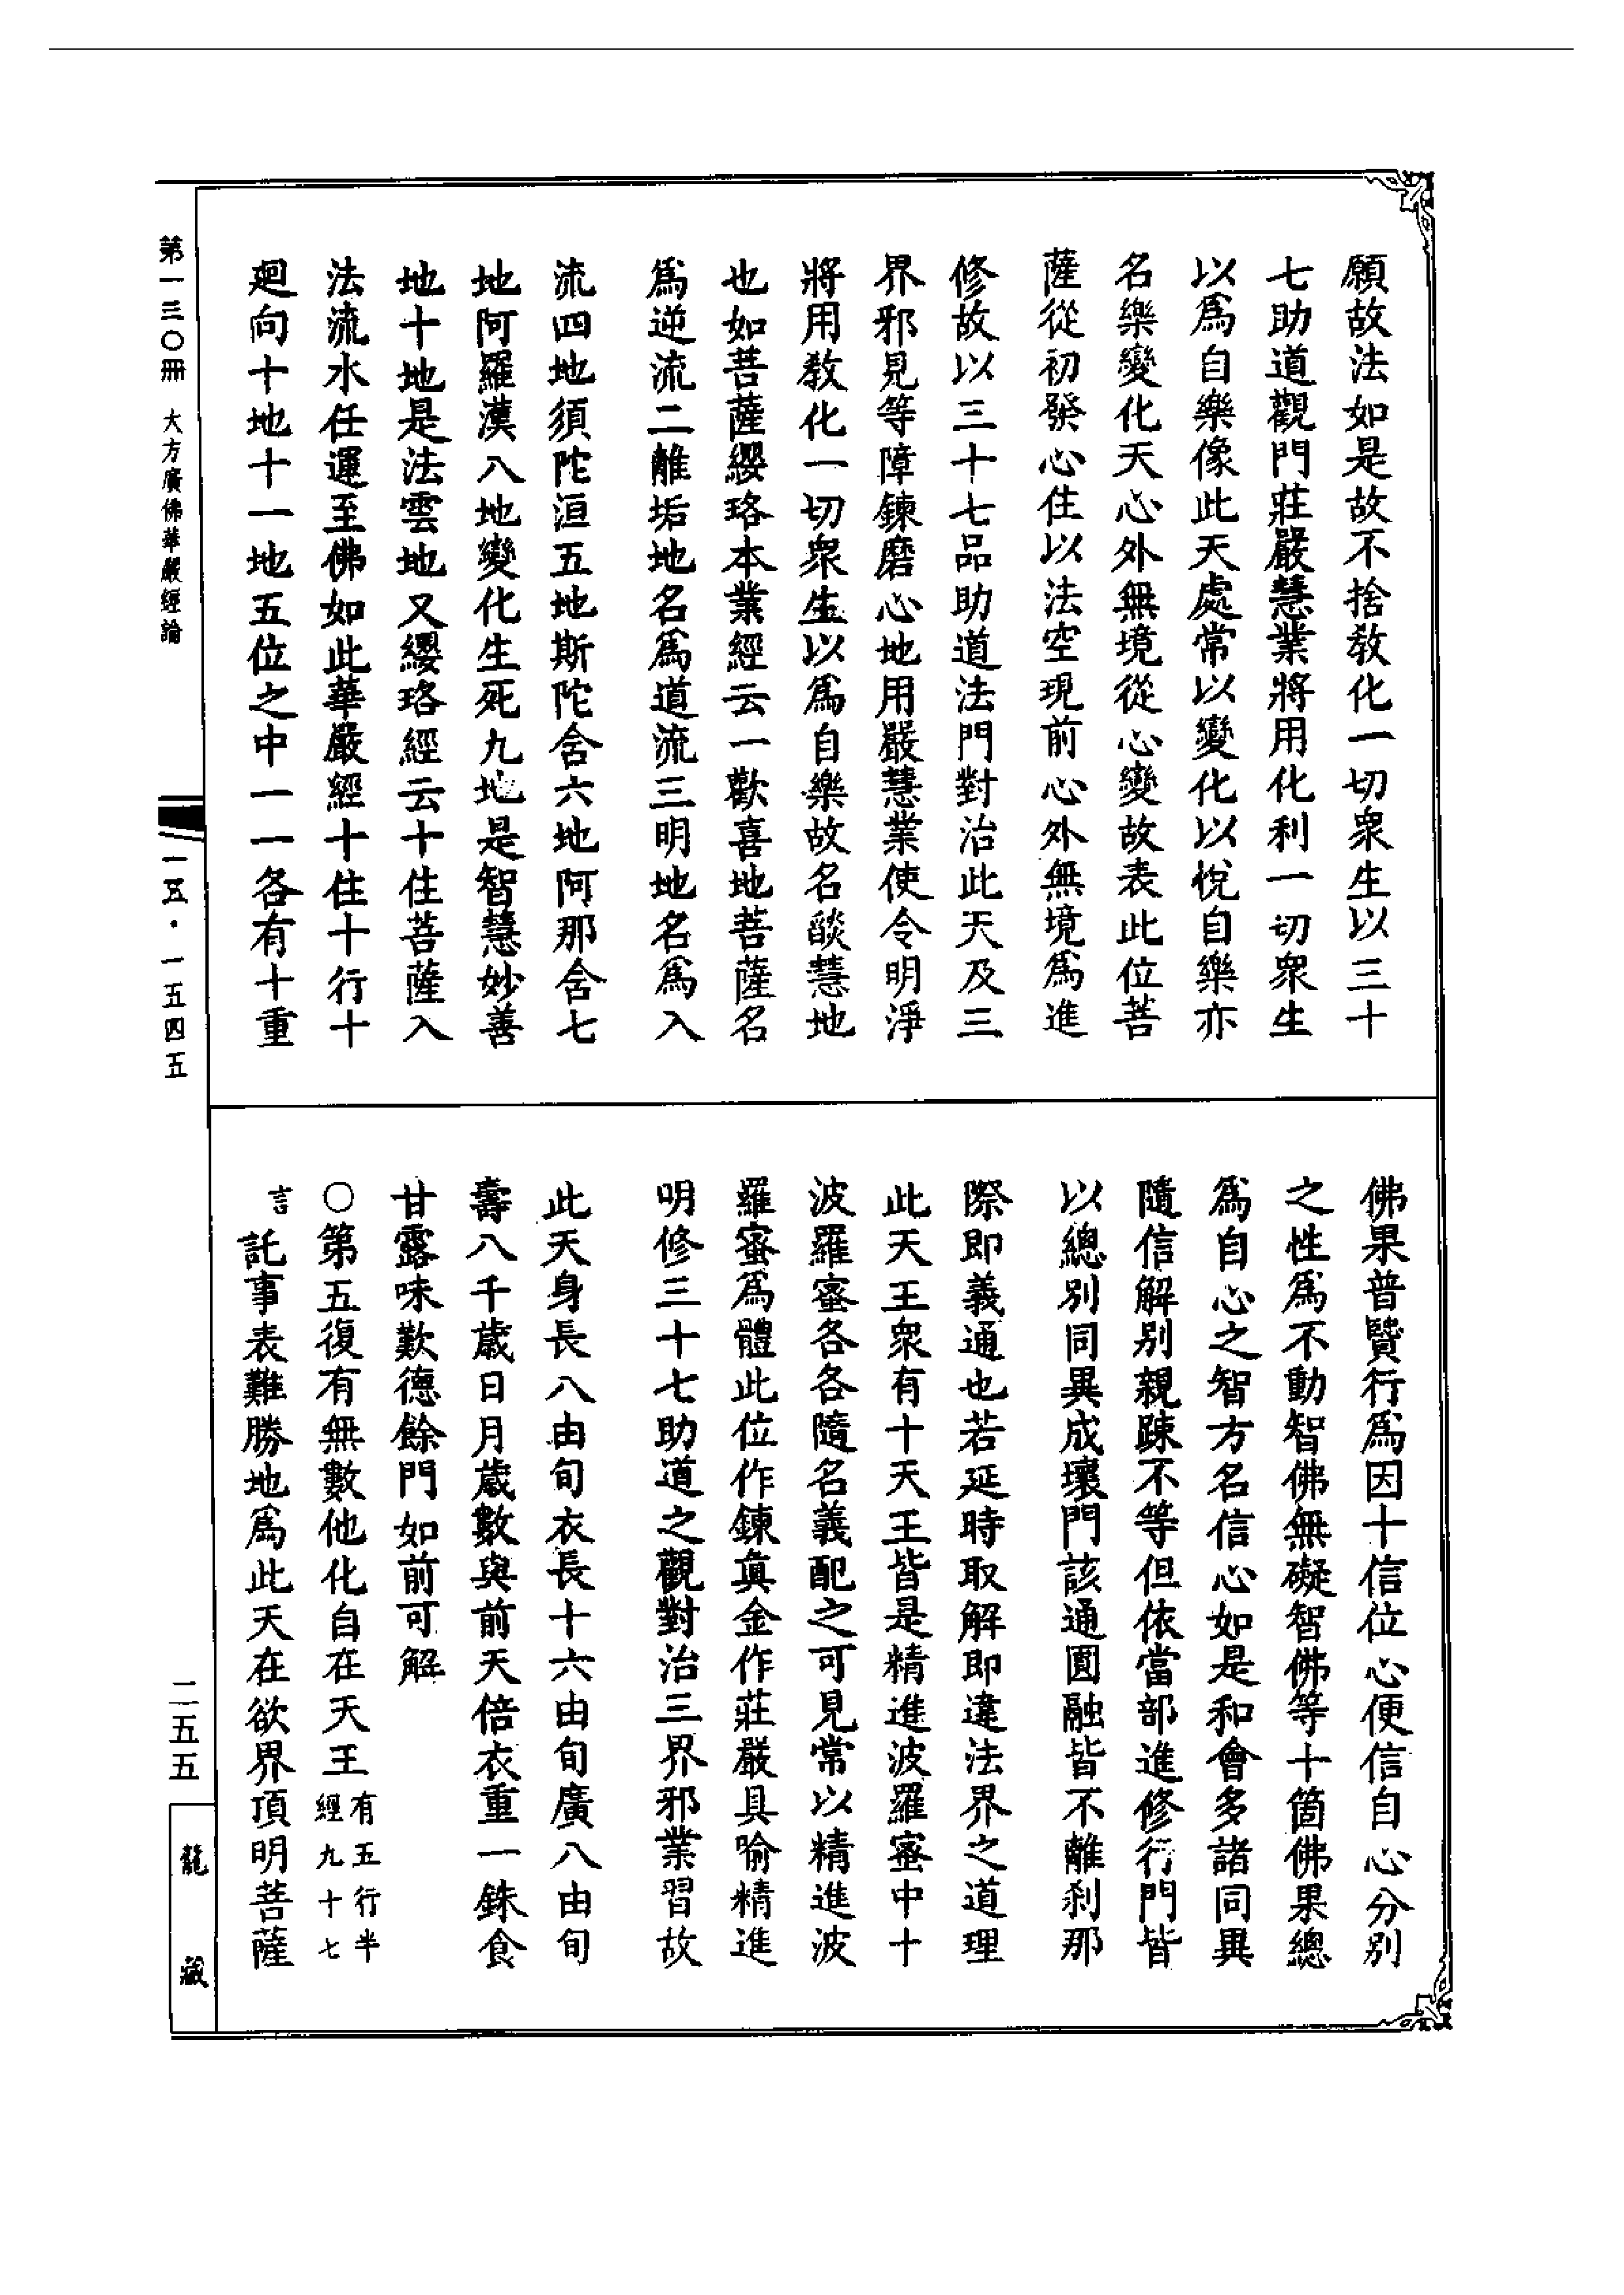 願故法如是故不捨敎化一切衆生以三十
七助道觀門莊嚴慧業將用化利一切衆生
以爲自樂像此天處常以變化以悅自樂亦
名樂變化天心外無境從心變故表此位菩
薩從初發心住以法空現前心外無境爲進
修故以三十七品助道法門對治此天及三
界邪見等障鍊磨心地用嚴慧業使令明淨
將用敎化一切衆生以爲自樂故名燄慧地
也如菩薩纓珞本業經云一歡喜地菩薩名
爲逆流二離垢地名爲道流三明地名爲入
流四地須陀洹五地斯陀含六地阿那含七
地阿羅漢八地變化生死九地是智慧妙善
地十地是法雲地又纓珞經云十住菩薩入
法流水任運至佛如此華嚴經十住十行十
廻向十地十一地五位之中一一各有十重
佛果普賢行爲因十信位心便信自心分別
之性爲不動智佛無礙智佛等十箇佛果總
爲自心之智方名信心如是和會多諸同異
隨信解別親踈不等但依當部進修行門皆
以總別同異成壞門該通圓融皆不離刹那
際即義通也若延時取解即違法界之道理
此天王衆有十天王皆是精進波羅蜜中十
波羅蜜各各隨名義配之可見常以精進波
羅蜜爲體此位作鍊眞金作莊嚴具喻精進
明修三十七助道之觀對治三界邪業習故
此天身長八由旬衣長十六由旬廣八由旬
壽八千歲日月歲數與前天倍衣重一銖食
甘露味歎德餘門如前可解
○第五復有無數他化自在天王有五行半經九十七
言託事表難勝地爲此天在欲界頂明菩薩
第一三〇冊 大方廣佛華嚴經論
一五·一五四五
二五五
龍藏